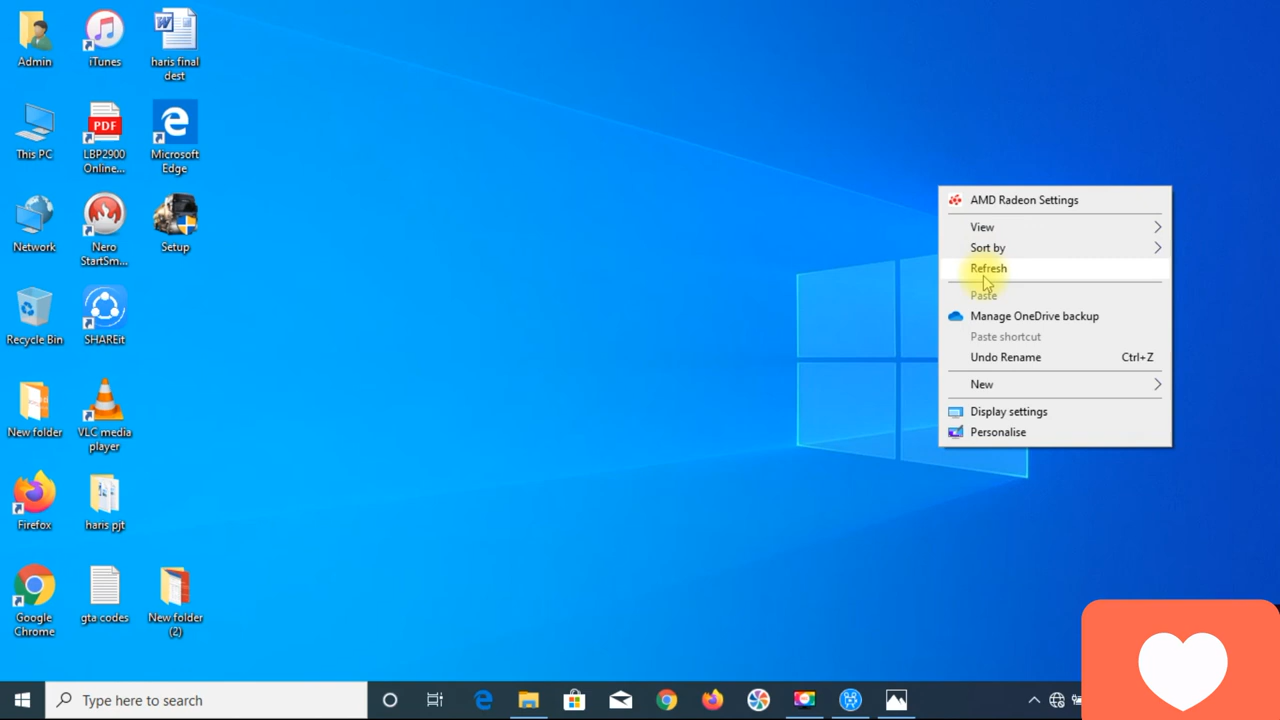 Admin
iTunes
haris final
dest
This PC
PDF
LBP2900
Online...
Microsoft
Edge
Network
Nero
StartSm...
Setup
Recycle Bin
SHAREit
New folder
VLC media
player
Firefox
haris pjt
Google
Chrome
gta codes
New folder
(2)
AMD Radeon Settings
View
Sort by
Refresh
Paste
Manage OneDrive backup
Paste shortcut
Undo Rename Ctrl+Z
New
Display settings
Personalise
Type here to search